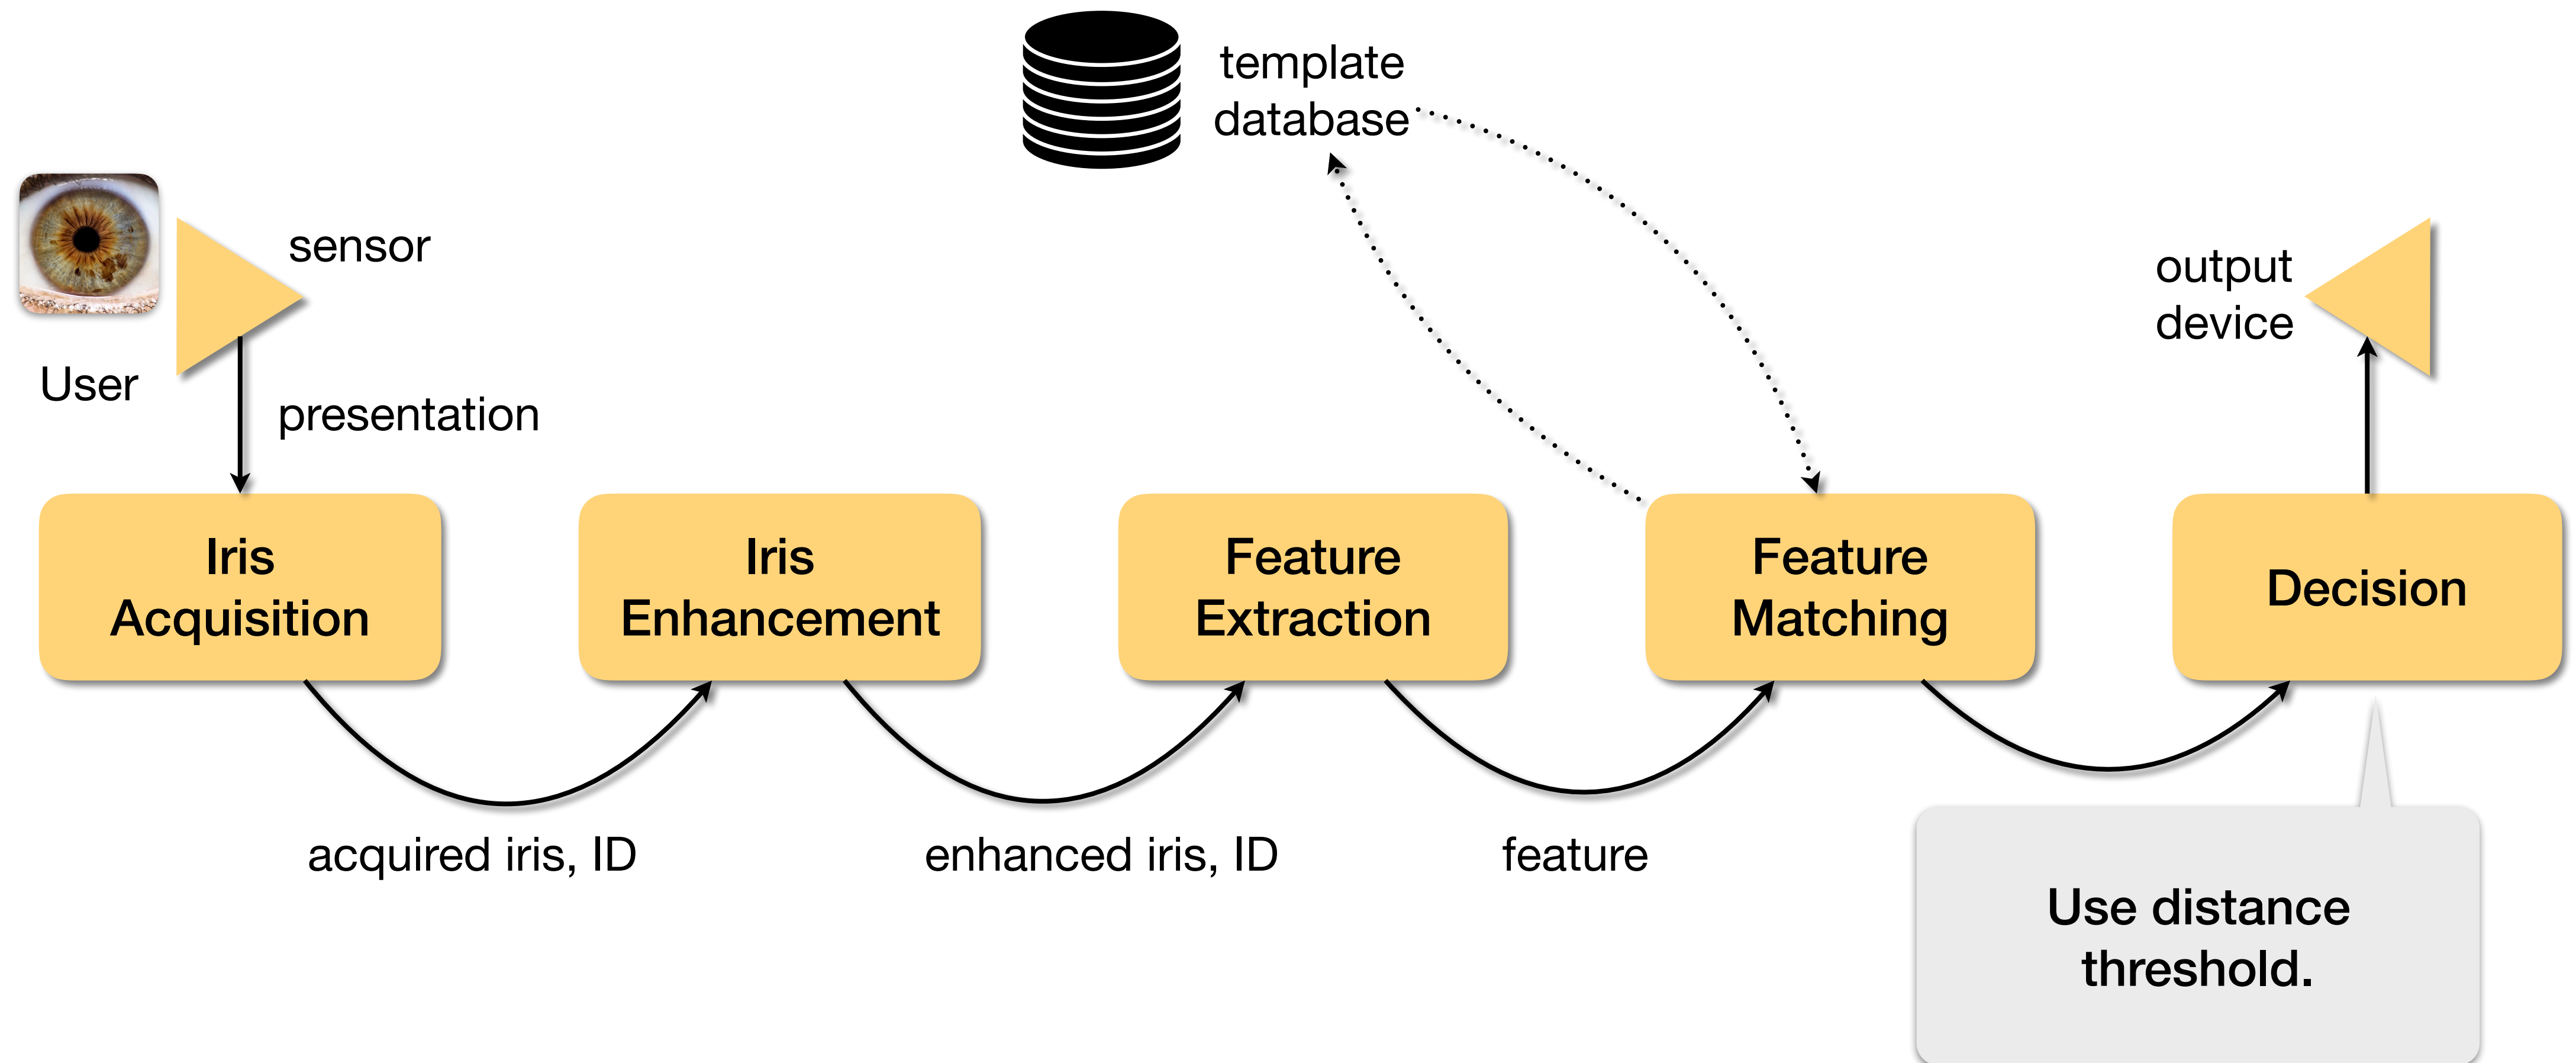 template
database
sensor
User
presentation
output
device
Iris
Acquisition
Iris
Enhancement
Feature
Extraction
Feature
Matching
Decision
acquired iris, ID
enhanced iris, ID
feature
Use distance
threshold.